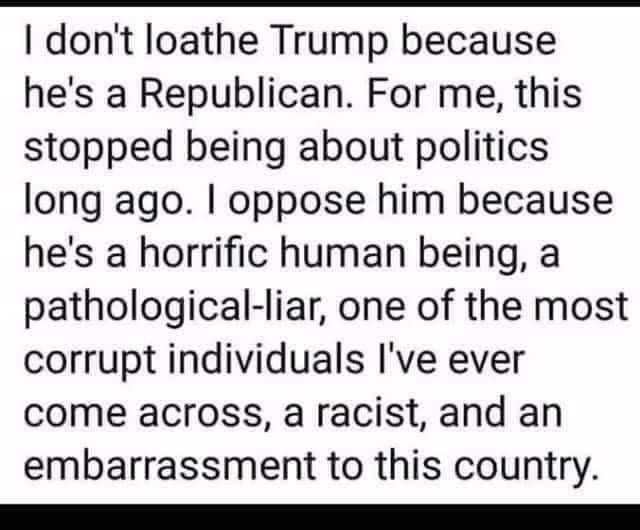 I don't loathe Trump because
he's a Republican. For me, this
stopped being about politics
long ago. I oppose him because
he's a horrific human being, a
pathological-liar, one of the most
corrupt individuals I've ever
come across, a racist, and an
embarrassment to this country.